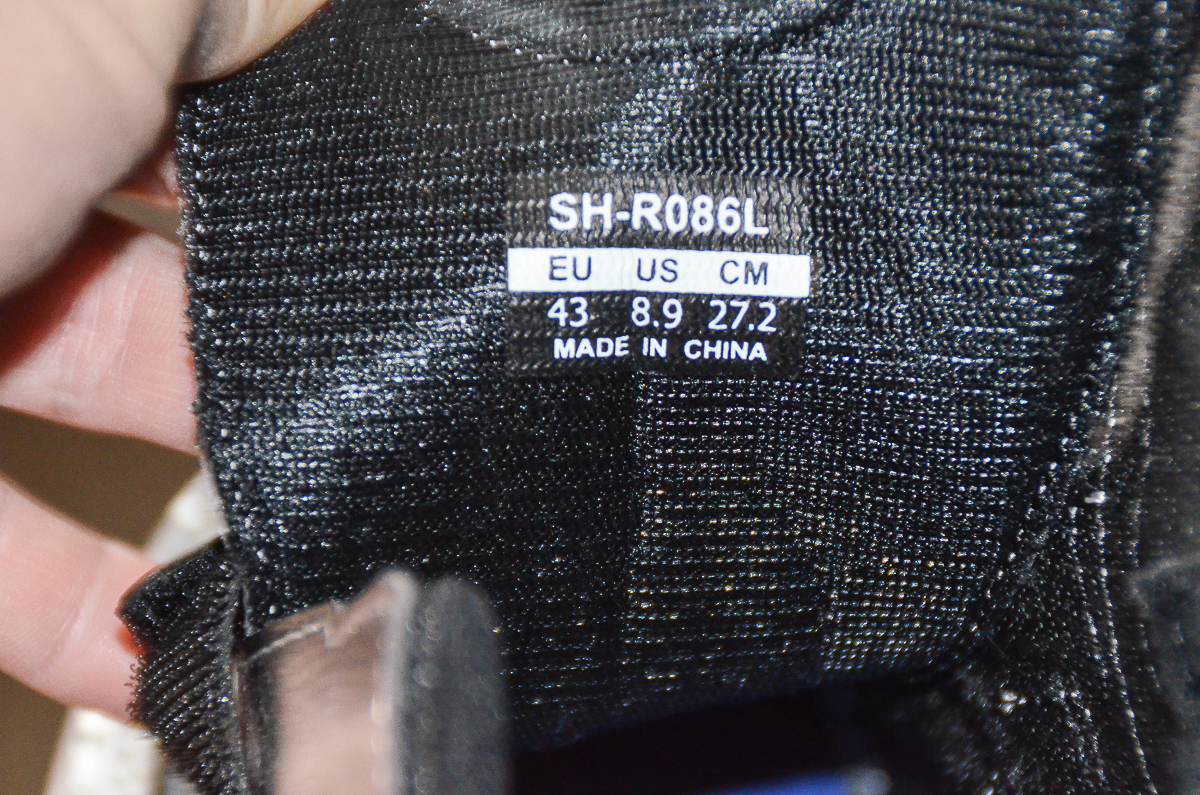 SH-R086L
EU US CM
43 8.9 27.2
MADE IN CHINA